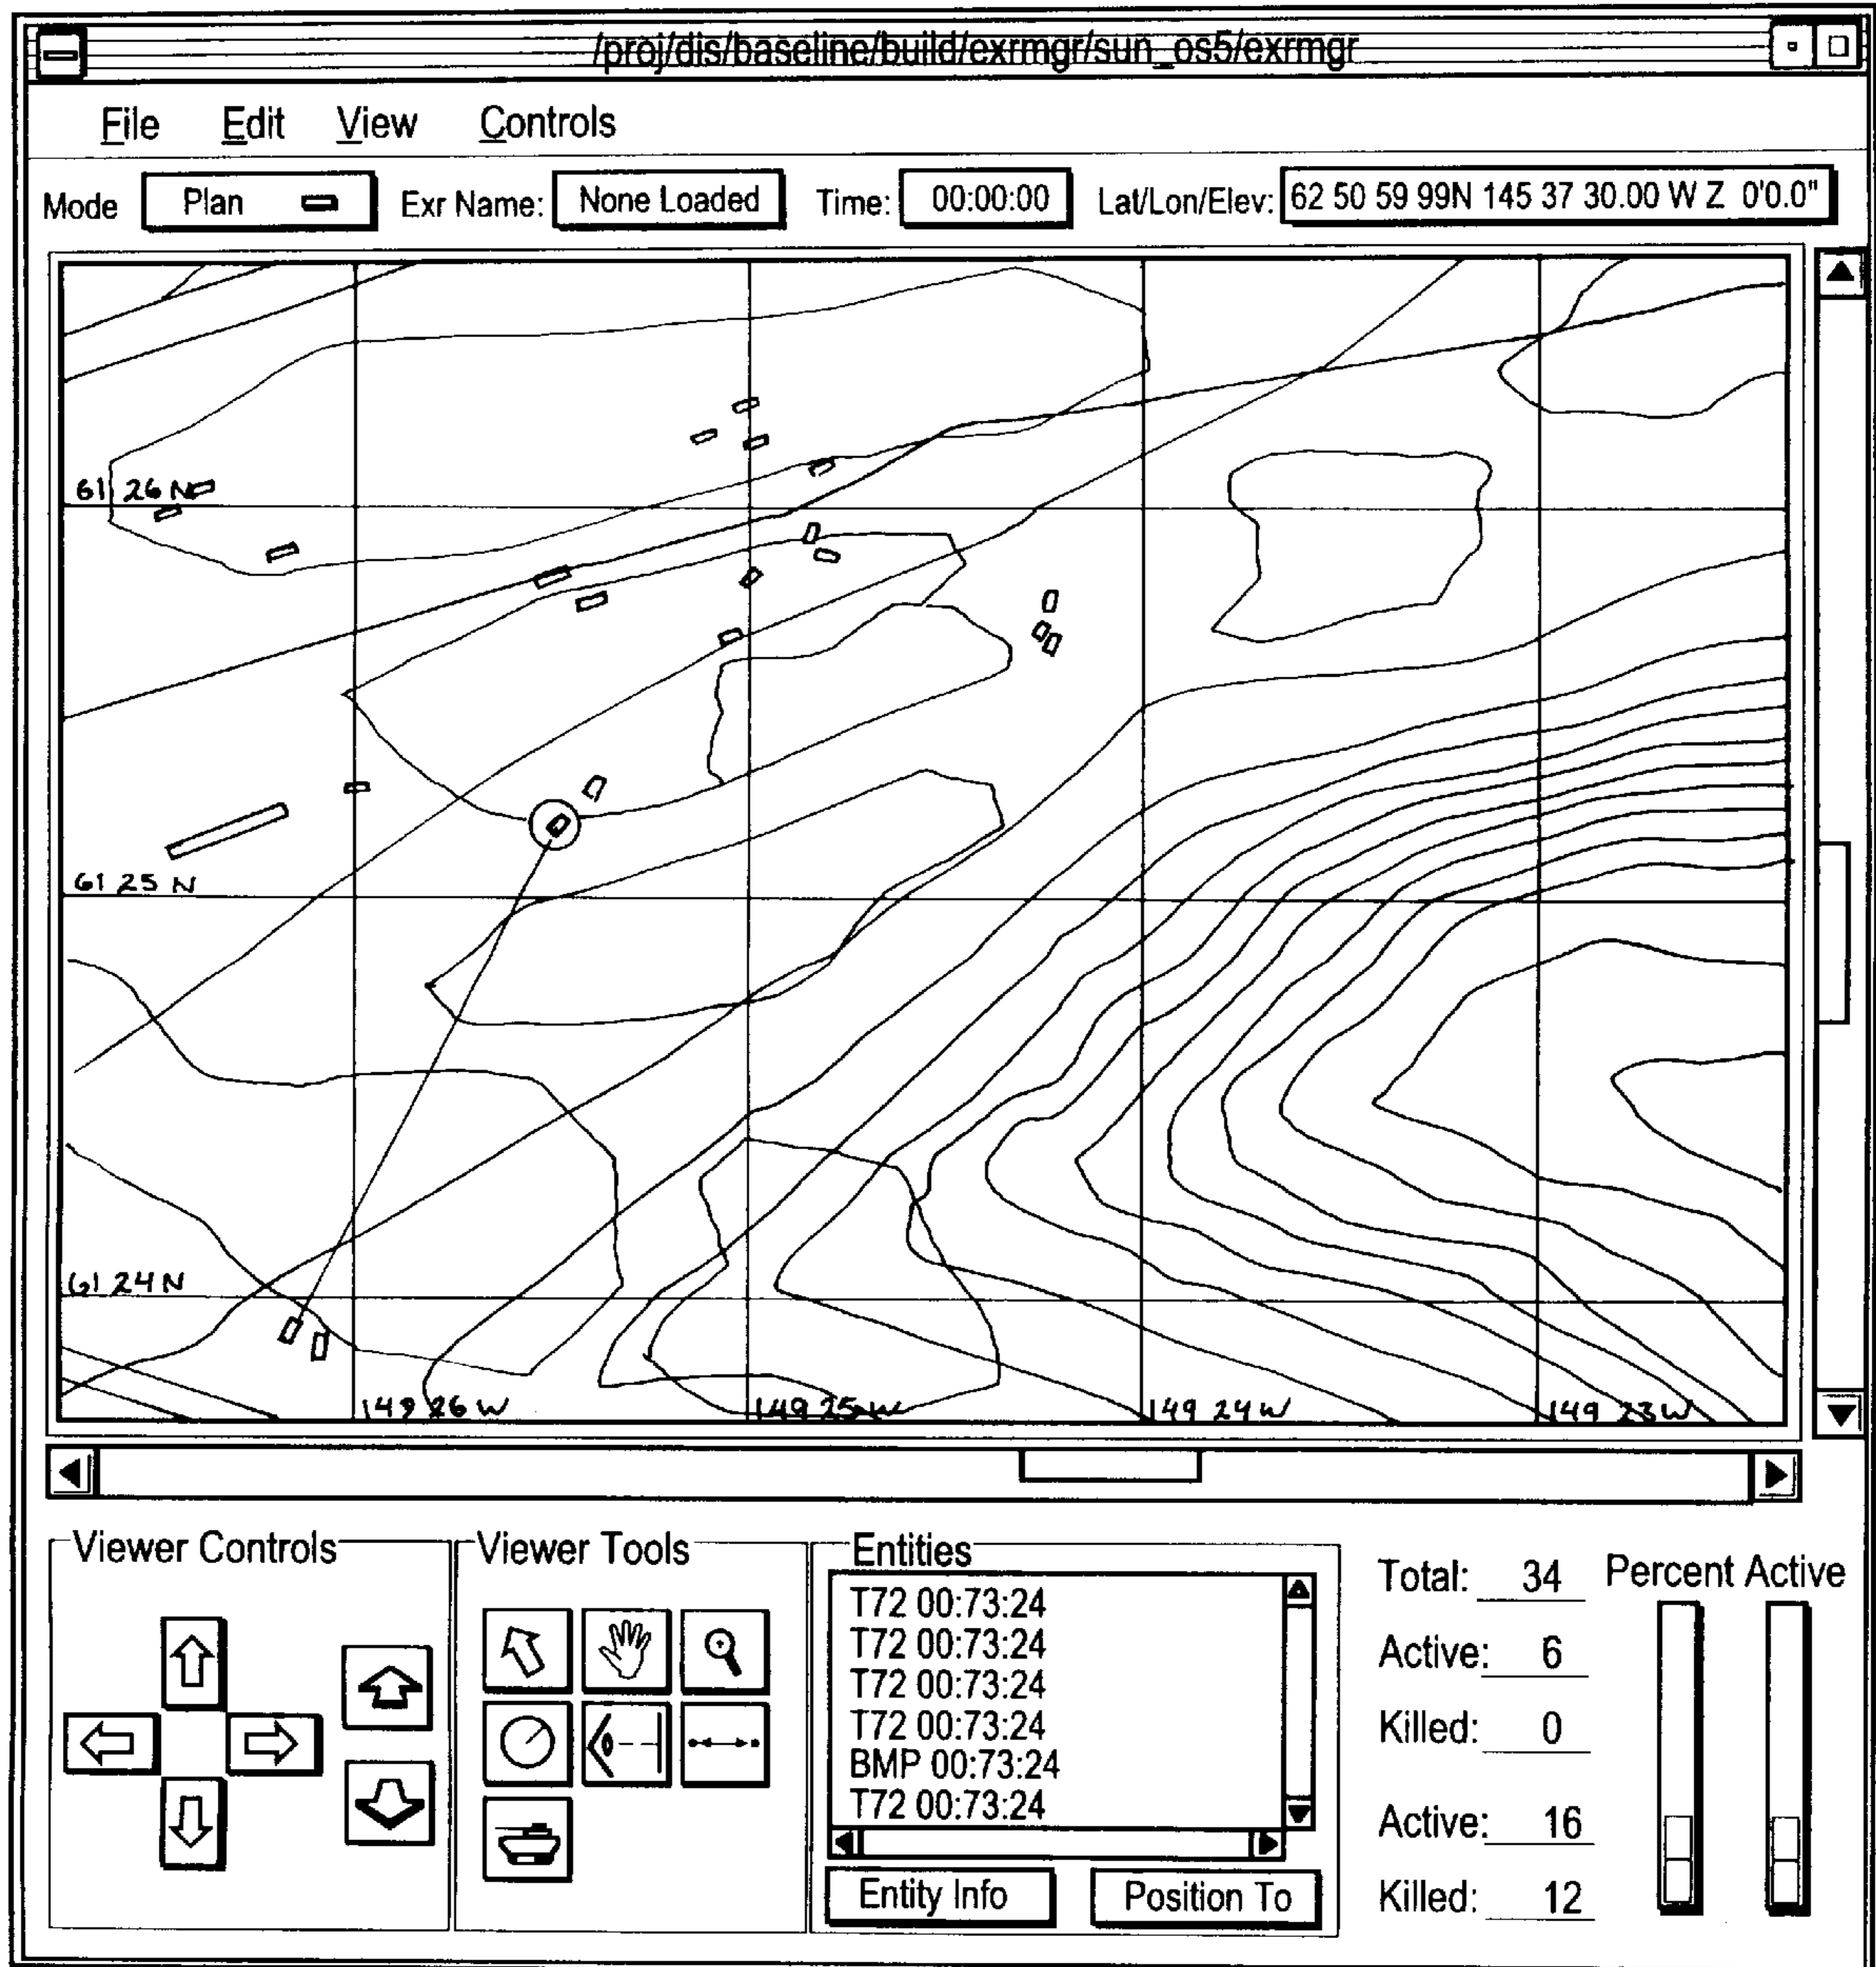 /proj/dis/baseline/build/exrmgr/sun_os5/exrmgr
File Edit View Controls
Mode Plan Exr Name: None Loaded Time: 00:00:00 Lat/Lon/Elev: 62 50 59 99N 145 37 30.00 W Z 0'0.0"
61 26 N
61 25 N
61 24 N
149 26 W 149 25 W 149 24 W 149 23 W
Viewer Controls
Viewer Tools
Entities
T72 00:73:24
T72 00:73:24
T72 00:73:24
T72 00:73:24
BMP 00:73:24
T72 00:73:24
Entity Info Position To
Total: 34
Active: 6
Killed: 0
Active: 16
Killed: 12
Percent Active